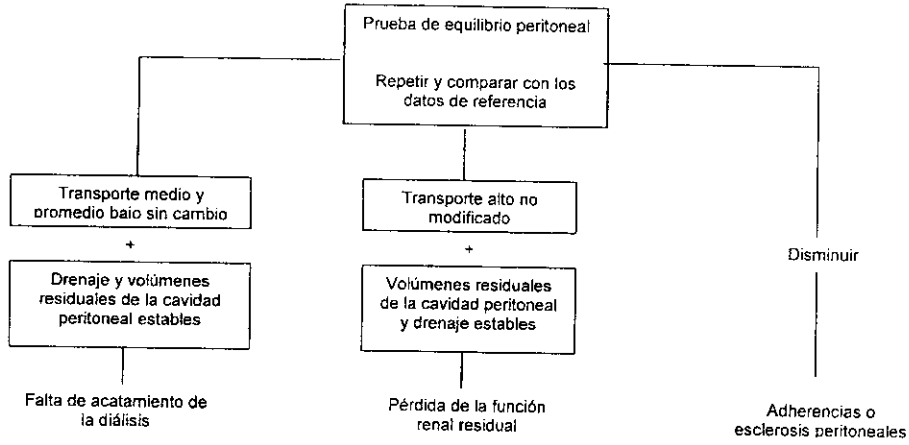 Prueba de equilibrio peritoneal
Repetir y comparar con los
datos de referencia
Transporte medio y
promedio bajo sin cambio
+
Drenaje y volúmenes
residuales de la cavidad
peritoneal estables
Falta de acatamiento de
la diálisis
Transporte alto no
modificado
+
Volúmenes residuales
de la cavidad peritoneal
y drenaje estables
Pérdida de la función
renal residual
Disminuir
Adherencias o
esclerosis peritoneales